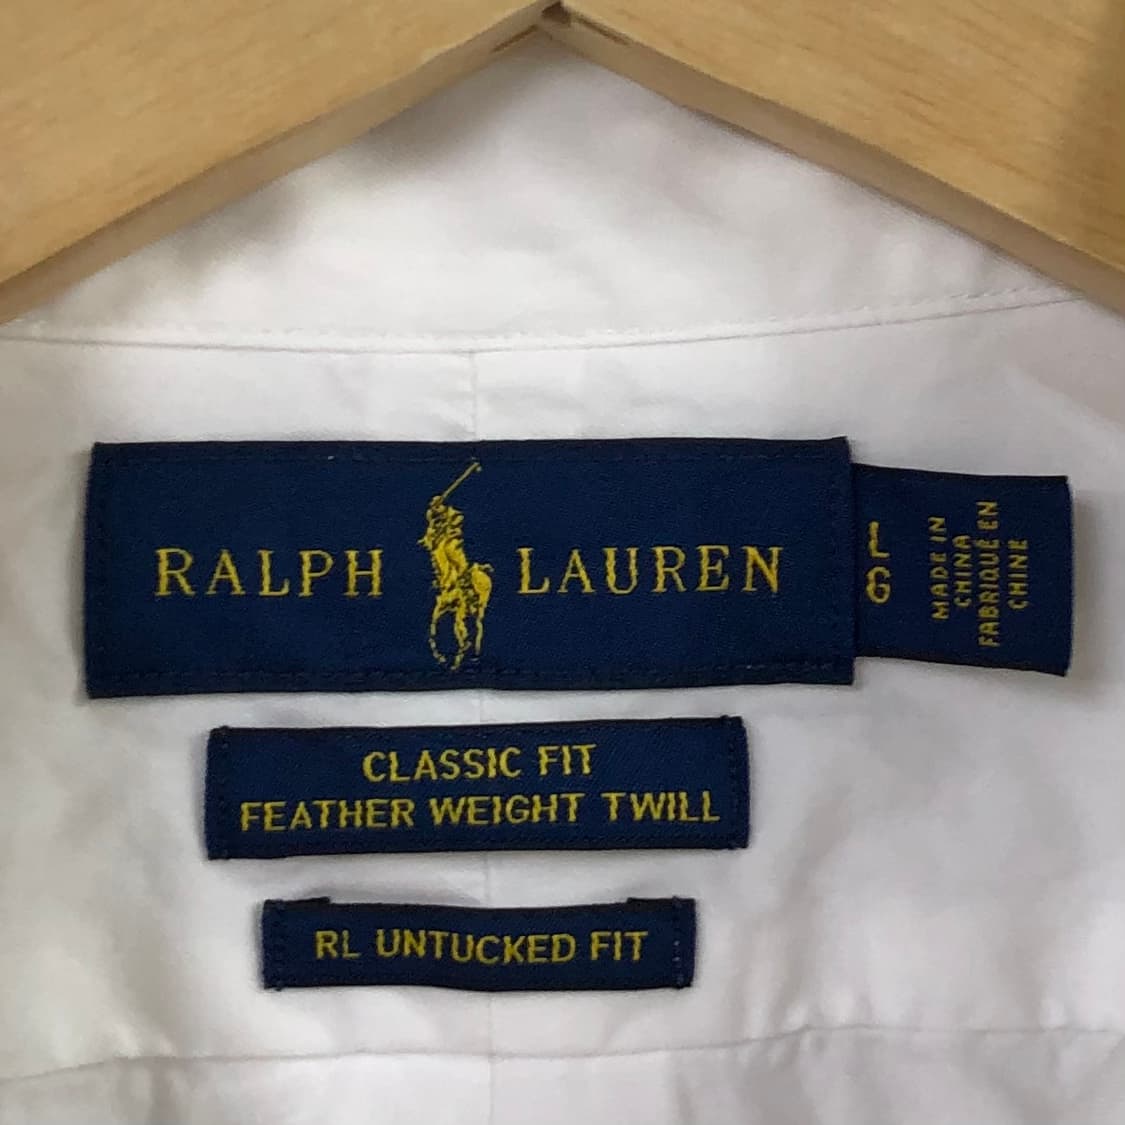 RALPH LAUREN
L
G
MADE IN
CHINA
FABRIQUÉ EN
CHINE
CLASSIC FIT
FEATHER WEIGHT TWILL
RL UNTUCKED FIT